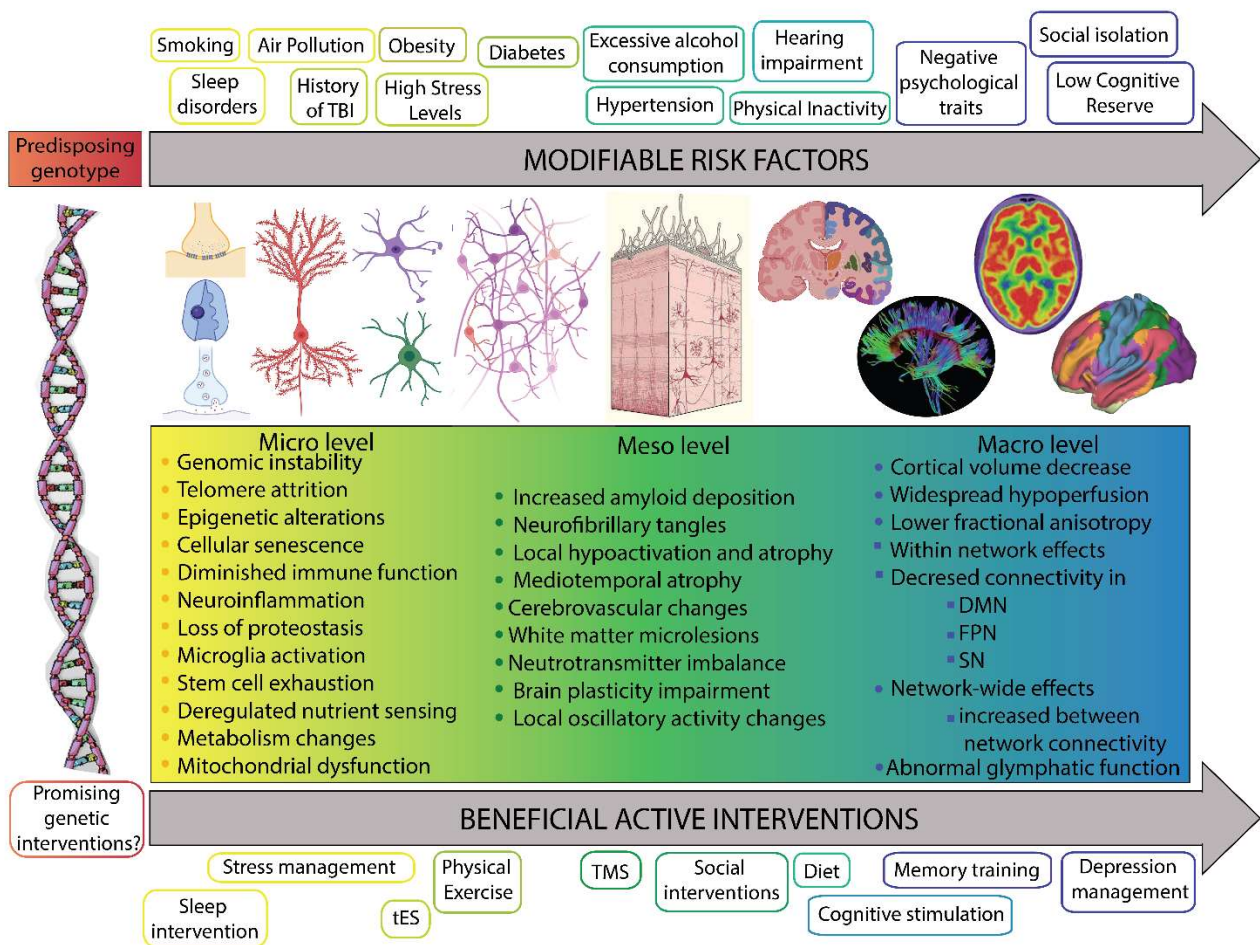 Smoking
Air Pollution
Obesity
Diabetes
Excessive alcohol
consumption
Hearing
impairment
Negative
psychological
traits
Social isolation
Sleep
disorders
History
of TBI
High Stress
Levels
Hypertension
Physical Inactivity
Low Cognitive
Reserve
Predisposing
genotype
MODIFIABLE RISK FACTORS
Micro level
• Genomic instability
• Telomere attrition
• Epigenetic alterations
• Cellular senescence
• Diminished immune function
• Neuroinflammation
• Loss of proteostasis
• Microglia activation
• Stem cell exhaustion
• Deregulated nutrient sensing
• Metabolism changes
• Mitochondrial dysfunction
Meso level
• Increased amyloid deposition
• Neurofibrillary tangles
• Local hypoactivation and atrophy
• Mediotemporal atrophy
• Cerebrovascular changes
• White matter microlesions
• Neutrotransmitter imbalance
• Brain plasticity impairment
• Local oscillatory activity changes
Macro level
• Cortical volume decrease
• Widespread hypoperfusion
• Lower fractional anisotropy
▪ Within network effects
▪ Decresed connectivity in
▪ DMN
▪ FPN
▪ SN
• Network-wide effects
▪ increased between
network connectivity
• Abnormal glymphatic function
Promising
genetic
interventions?
BENEFICIAL ACTIVE INTERVENTIONS
Stress management
Physical
Exercise
TMS
Social
interventions
Diet
Memory training
Depression
management
Sleep
intervention
tES
Cognitive stimulation